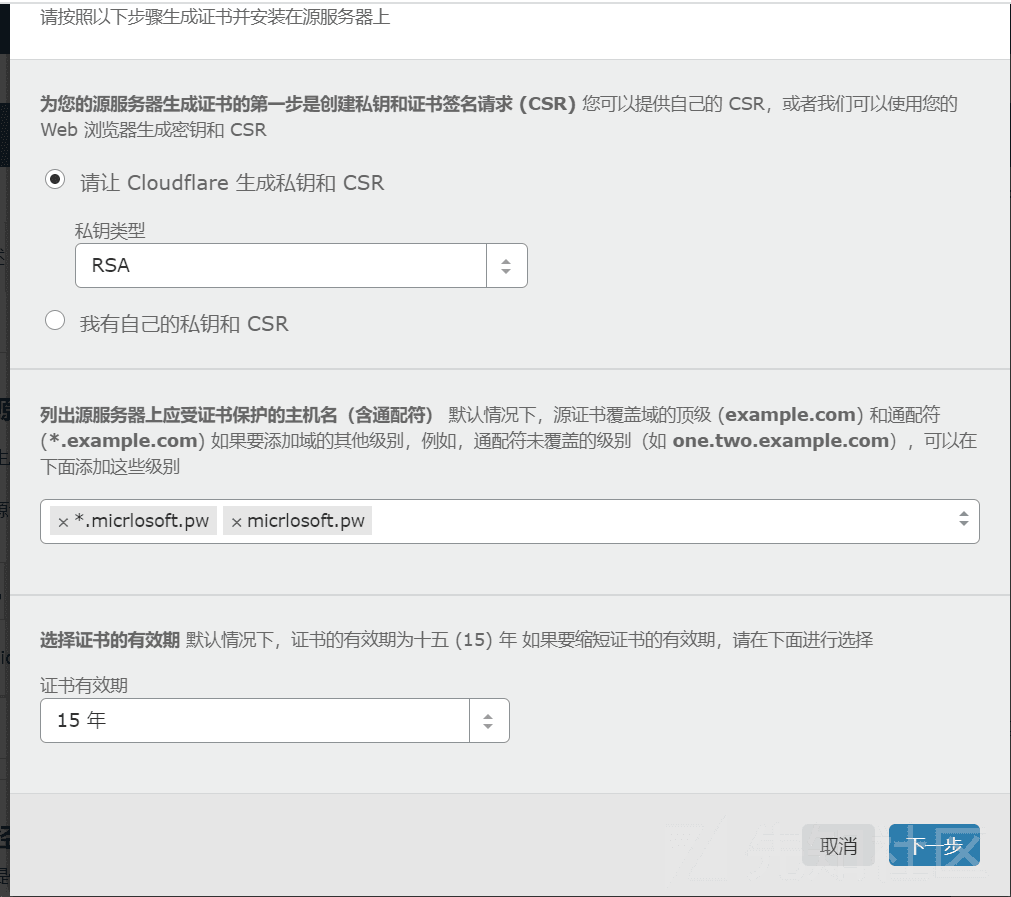 请按照以下步骤生成证书并安装在源服务器上
为您的源服务器生成证书的第一步是创建私钥和证书签名请求 (CSR) 您可以提供自己的 CSR，或者我们可以使用您的
Web 浏览器生成密钥和 CSR
请让 Cloudflare 生成私钥和 CSR
私钥类型
RSA
我有自己的私钥和 CSR
列出源服务器上应受证书保护的主机名（含通配符） 默认情况下，源证书覆盖域的顶级 (example.com) 和通配符
(*.example.com) 如果要添加域的其他级别，例如，通配符未覆盖的级别（如 one.two.example.com），可以在
下面添加这些级别
× *.micrlosoft.pw × micrlosoft.pw
选择证书的有效期 默认情况下，证书的有效期为十五 (15) 年 如果要缩短证书的有效期，请在下面进行选择
证书有效期
15 年
取消 下一步